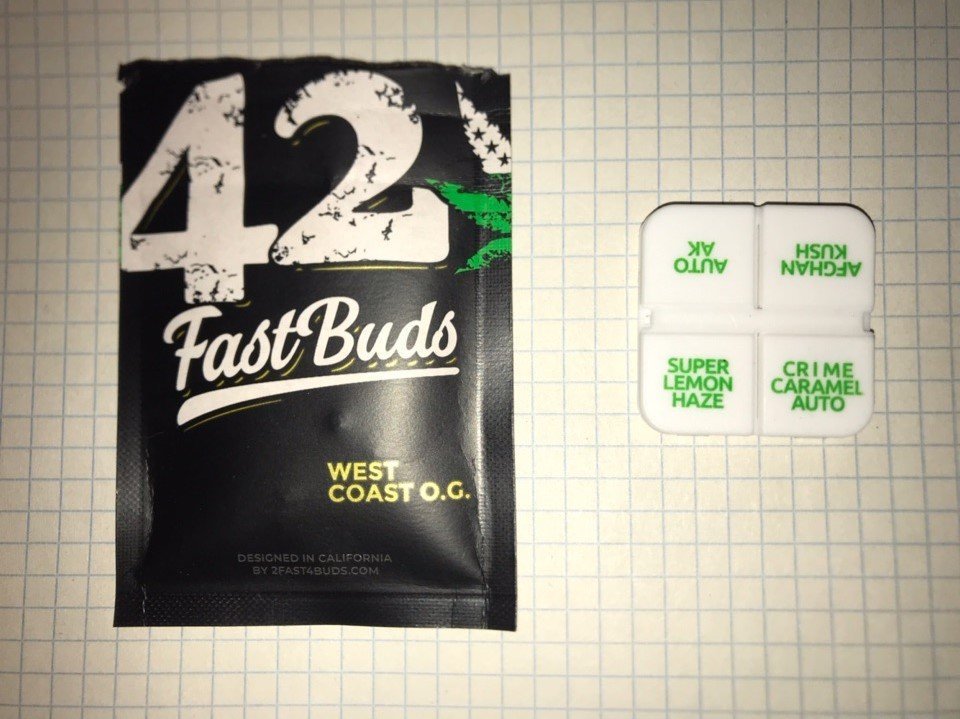 42
Fast Buds
WEST
COAST O.G.
DESIGNED IN CALIFORNIA
BY 2FAST4BUDS.COM
AUTO
AK
AFGHAN
KUSH
SUPER
LEMON
HAZE
CRIME
CARAMEL
AUTO